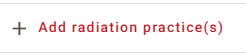 + Add radiation practice(s)